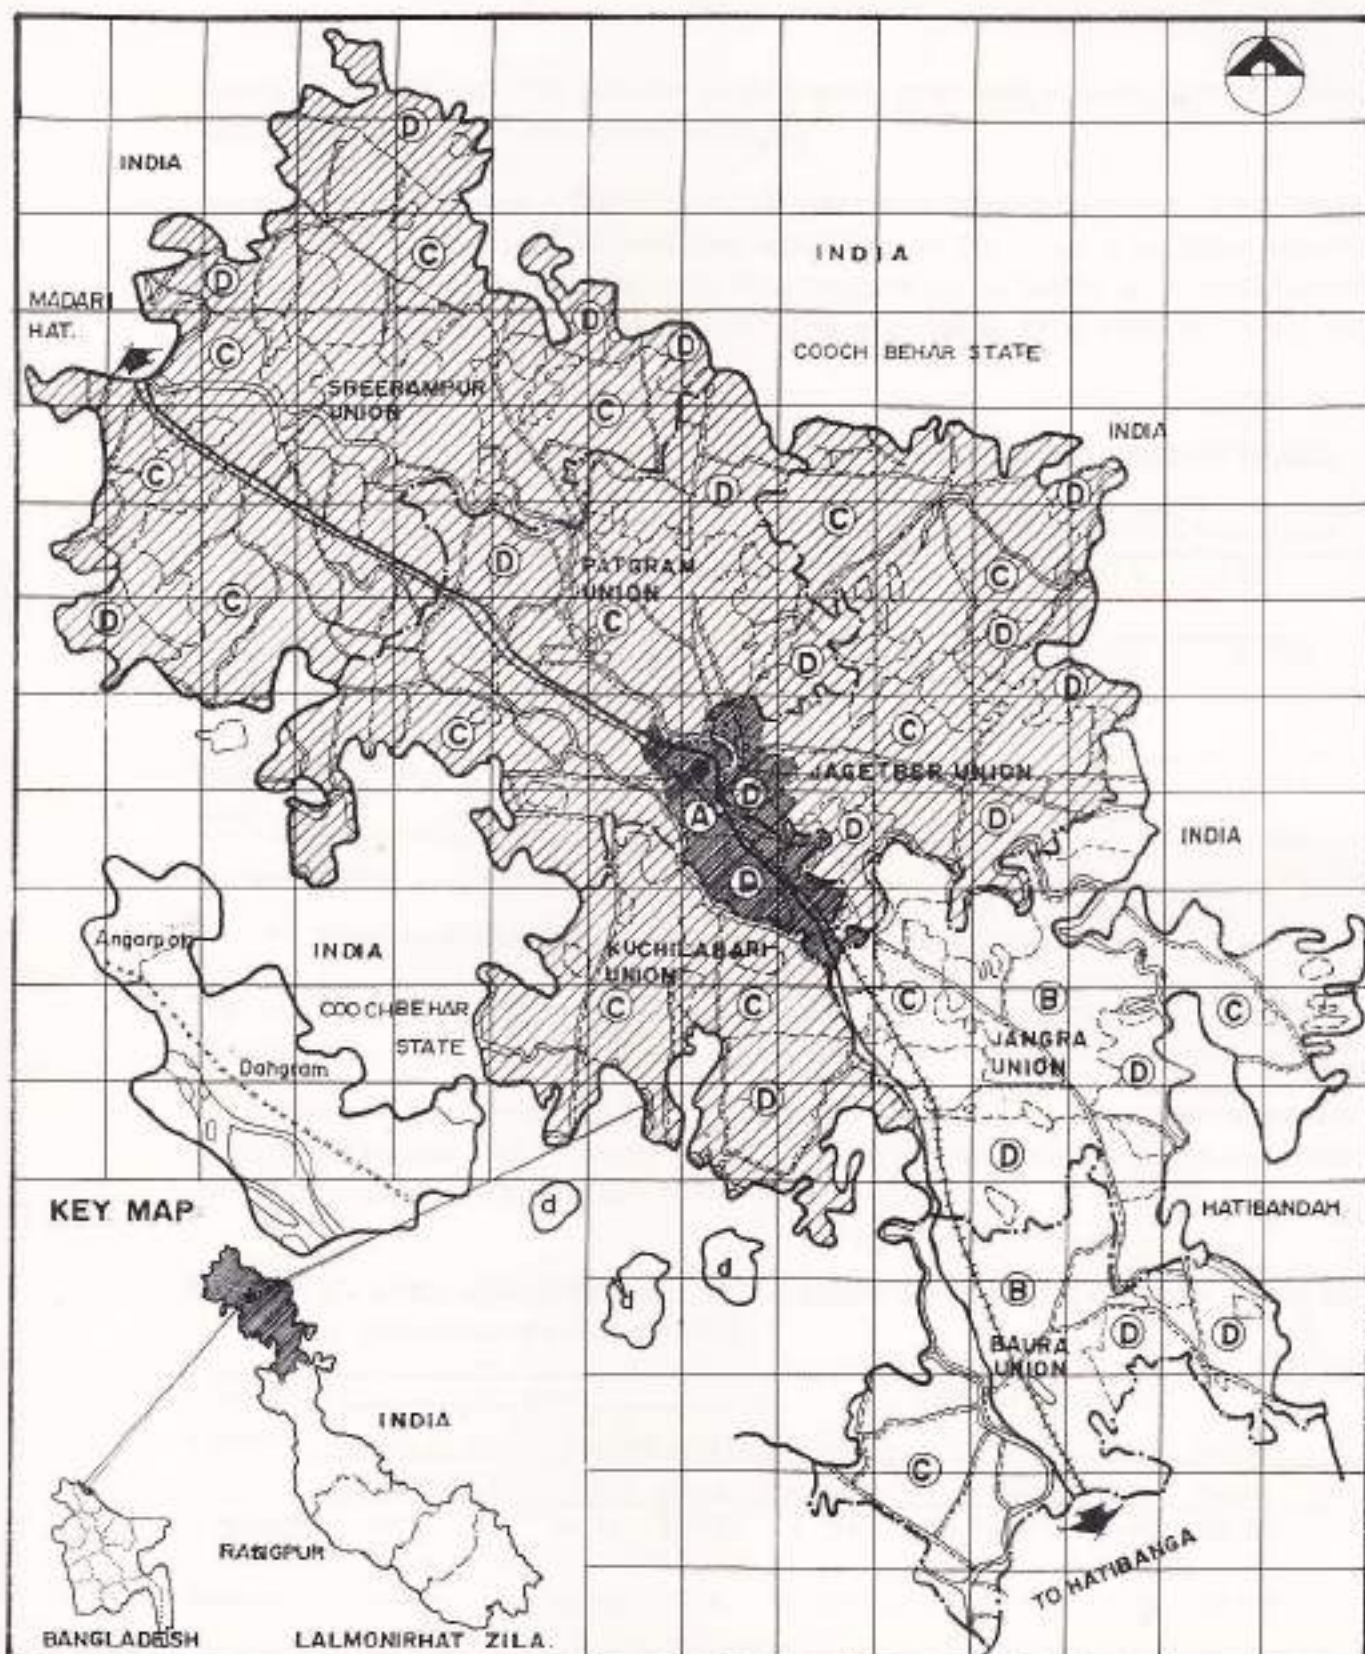 D
INDIA
C
INDIA
D
MADARI
HAT.
D
D
C
COOCH BEHAR STATE
SREERAMPUR
UNION
C
INDIA
C
D
D
C
D
PATGRAM
UNION
C
C
D
C
D
D
D
C
C
D
JAGETBER UNION
D
A
D
D
INDIA
D
Angarpota
INDIA
KUCHILABARI
UNION
COOCHBEHAR
STATE
C
C
C
B
C
JANGRA
UNION
Dahgram
D
D
D
KEY MAP
d
HATIBANDAH
d
d
B
D
D
BAURA
UNION
INDIA
C
RANGPUR
TO HATIBANGA
BANGLADESH
LALMONIRHAT ZILA.